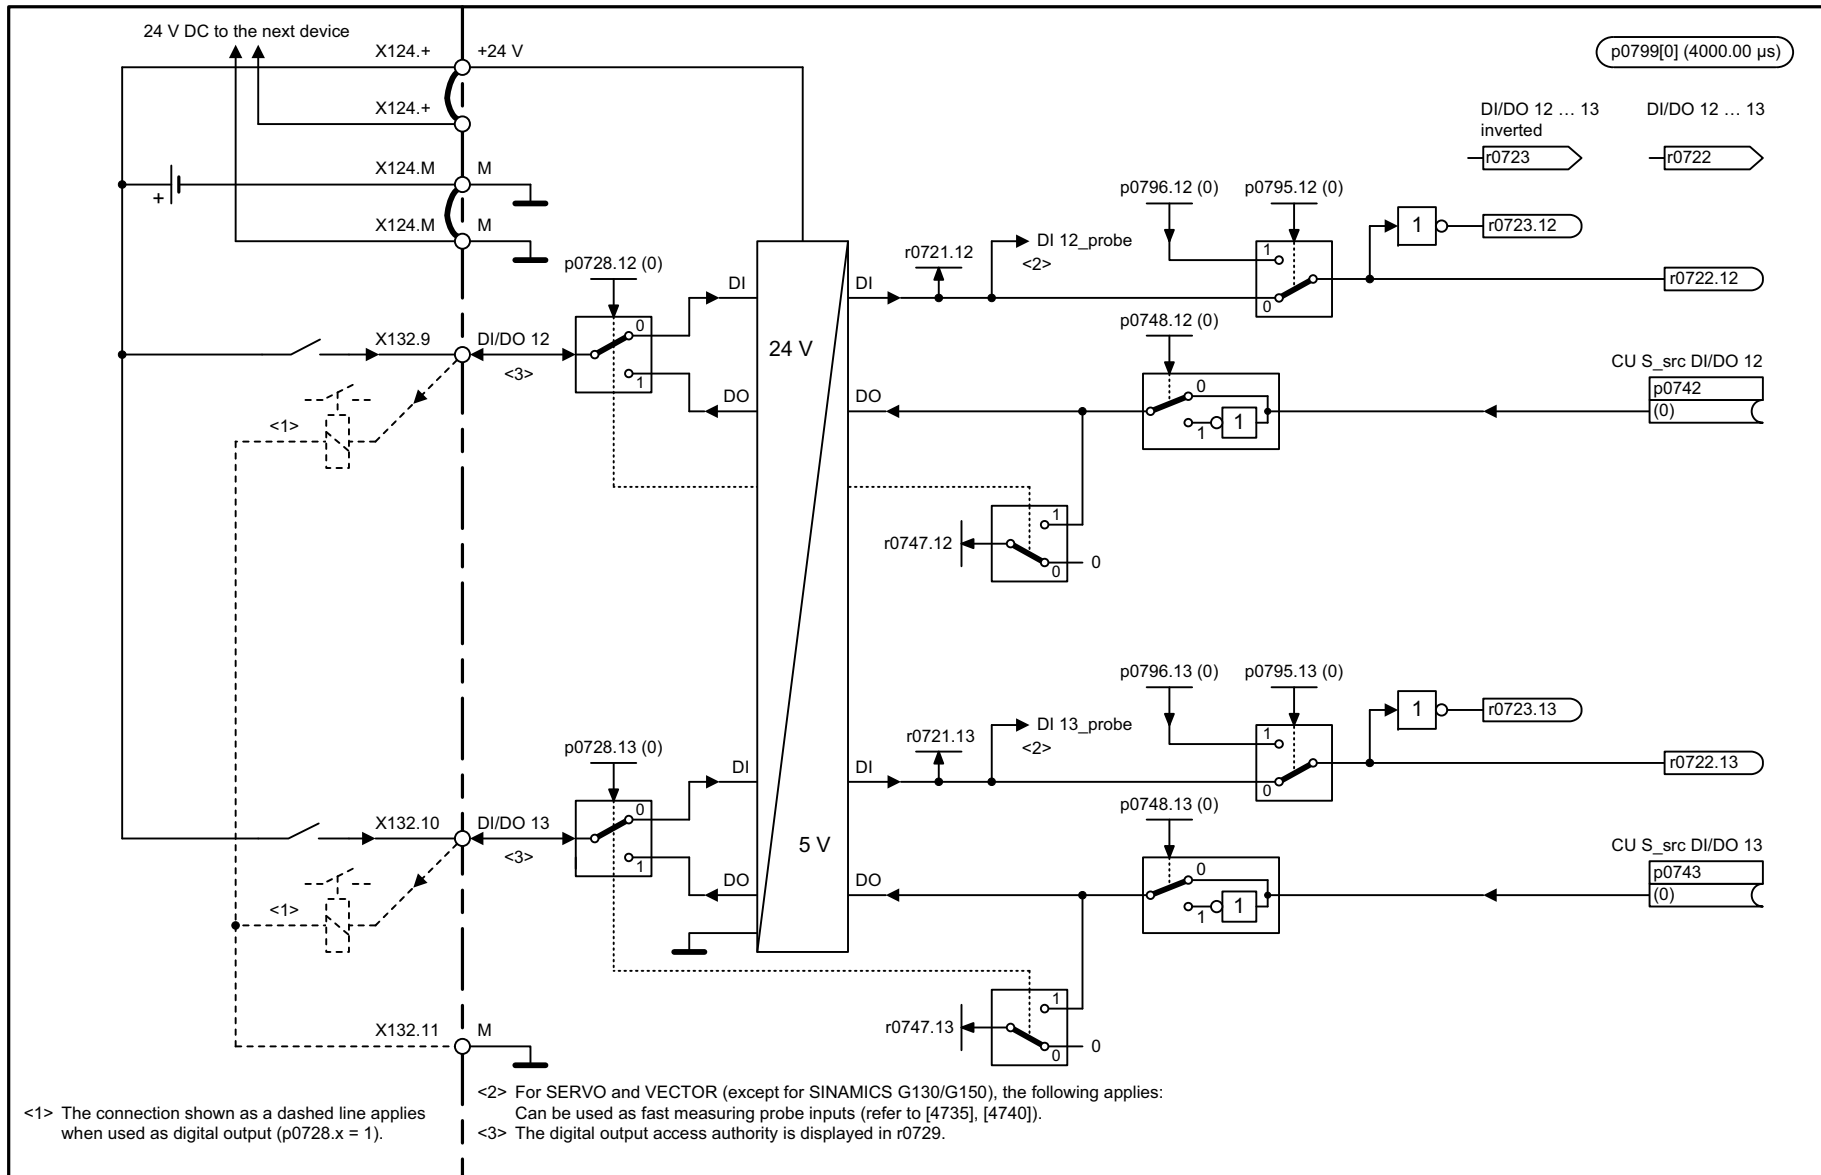 24 V DC to the next device
X124.+
+24 V
p0799[0] (4000.00 µs)
X124.+
DI/DO 12 … 13
inverted
DI/DO 12 … 13
r0723
r0722
X124.M
M
+
X124.M
M
p0796.12 (0)
p0795.12 (0)
1
r0723.12
r0721.12
DI 12_probe
<2>
1
0
r0722.12
p0728.12 (0)
DI
DI
0
1
X132.9
DI/DO 12
<3>
24 V
p0748.12 (0)
CU S_src DI/DO 12
p0742
(0)
DO
DO
0
1
1
<1>
r0747.12
1
0
0
p0796.13 (0)
p0795.13 (0)
1
r0723.13
r0721.13
DI 13_probe
<2>
1
0
r0722.13
p0728.13 (0)
DI
DI
0
1
X132.10
DI/DO 13
<3>
5 V
p0748.13 (0)
CU S_src DI/DO 13
p0743
(0)
DO
DO
0
1
1
<1>
r0747.13
1
0
0
X132.11
M
<1> The connection shown as a dashed line applies
when used as digital output (p0728.x = 1).
<2> For SERVO and VECTOR (except for SINAMICS G130/G150), the following applies:
Can be used as fast measuring probe inputs (refer to [4735], [4740]).
<3> The digital output access authority is displayed in r0729.